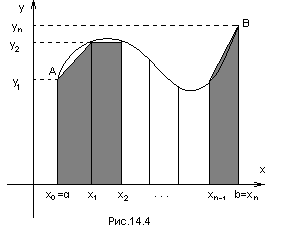 y
yₙ
B
y₂
A
y₁
x
x₀ =a x₁ x₂ . . . xₙ₋₁ b=xₙ
Рис.14.4